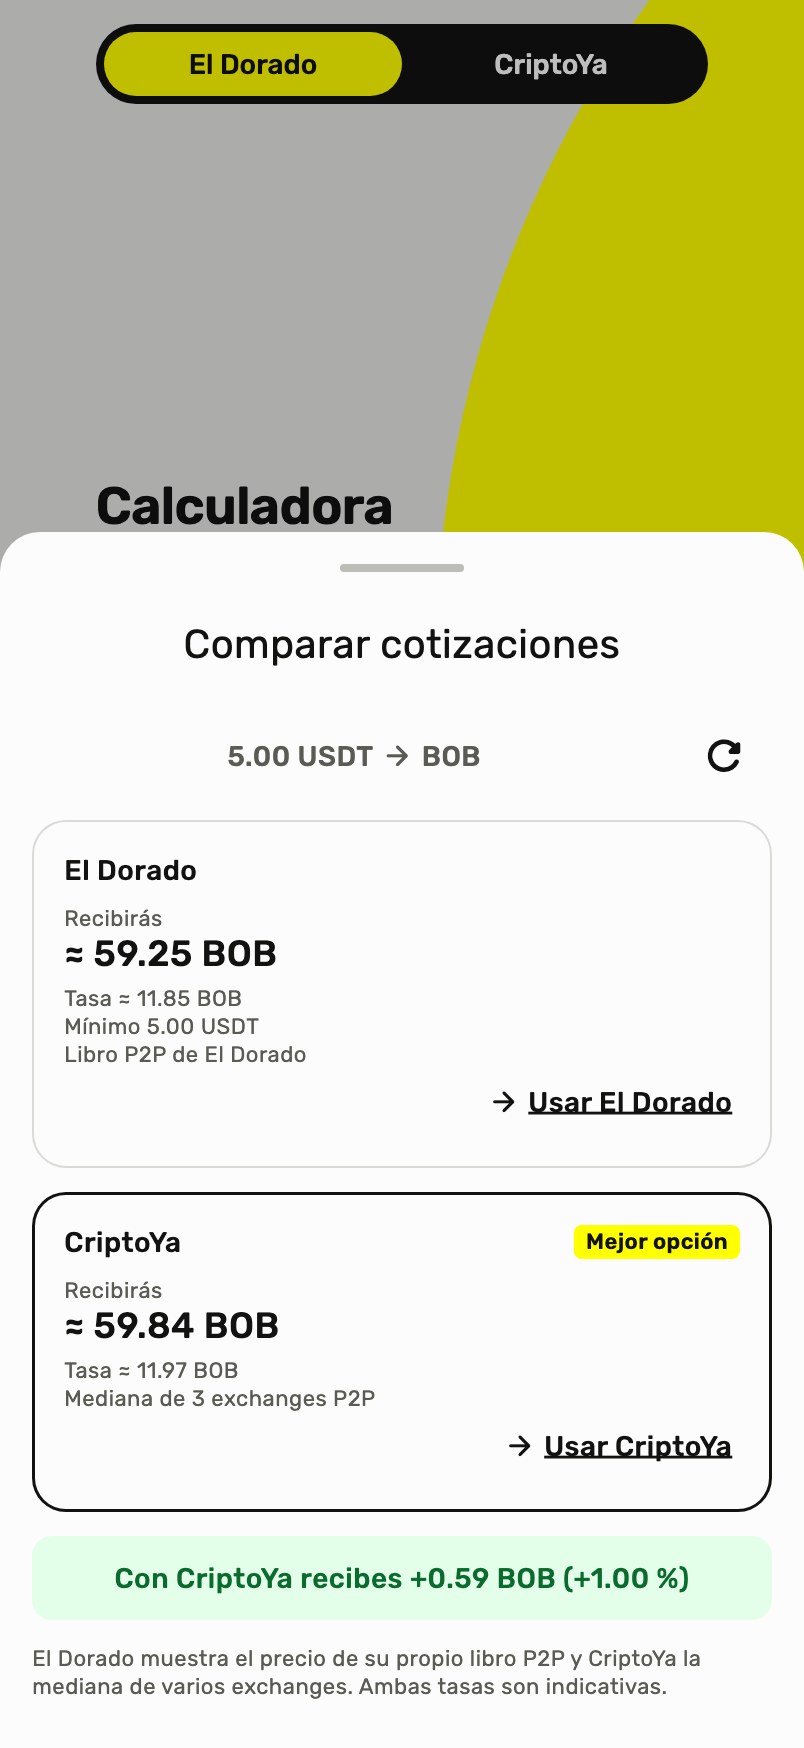 El Dorado
CriptoYa
Calculadora
Comparar cotizaciones
5.00 USDT → BOB
El Dorado
Recibirás
≈ 59.25 BOB
Tasa ≈ 11.85 BOB
Mínimo 5.00 USDT
Libro P2P de El Dorado
→ Usar El Dorado
CriptoYa
Mejor opción
Recibirás
≈ 59.84 BOB
Tasa ≈ 11.97 BOB
Mediana de 3 exchanges P2P
→ Usar CriptoYa
Con CriptoYa recibes +0.59 BOB (+1.00 %)
El Dorado muestra el precio de su propio libro P2P y CriptoYa la
mediana de varios exchanges. Ambas tasas son indicativas.